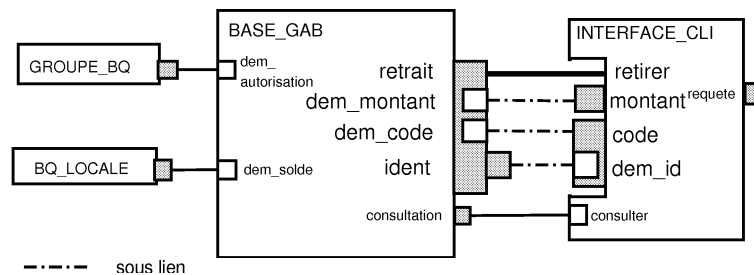 BASE_GAB
INTERFACE_CLI
GROUPE_BQ
dem_
autorisation
retrait
retirer
dem_montant
montant
requete
dem_code
code
BQ_LOCALE
dem_solde
ident
dem_id
consultation
consulter
sous lien